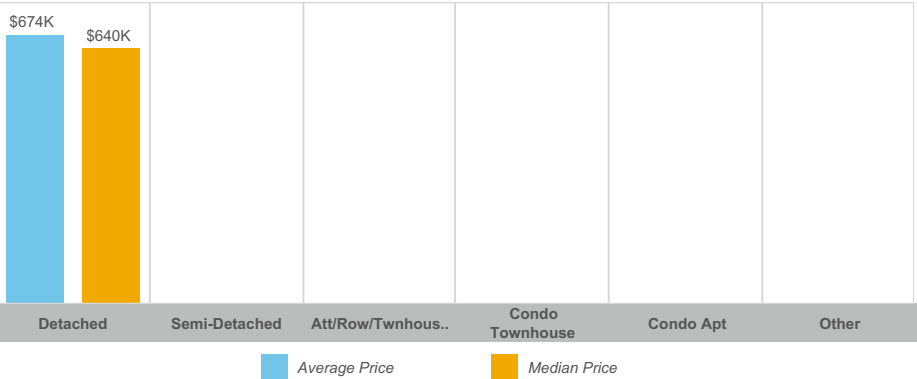 $674K
$640K
Detached
Semi-Detached
Att/Row/Twnhous..
Condo
Townhouse
Condo Apt
Other
Average Price
Median Price